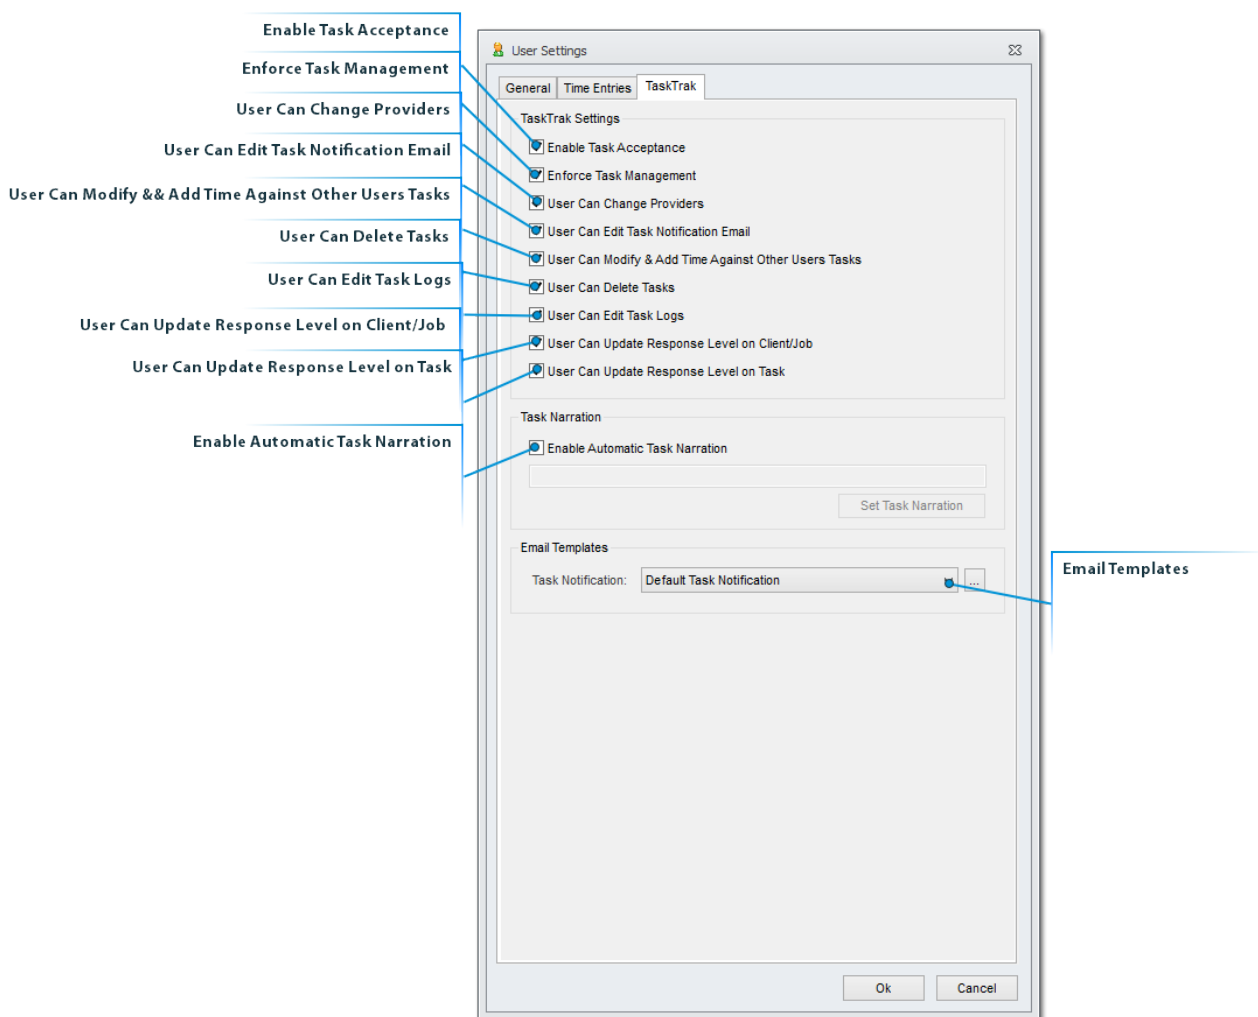 Enable Task Acceptance
Enforce Task Management
User Can Change Providers
User Can Edit Task Notification Email
User Can Modify && Add Time Against Other Users Tasks
User Can Delete Tasks
User Can Edit Task Logs
User Can Update Response Level on Client/Job
User Can Update Response Level on Task
Enable Automatic Task Narration
User Settings
General Time Entries TaskTrak
TaskTrak Settings
Enable Task Acceptance
Enforce Task Management
User Can Change Providers
User Can Edit Task Notification Email
User Can Modify & Add Time Against Other Users Tasks
User Can Delete Tasks
User Can Edit Task Logs
User Can Update Response Level on Client/Job
User Can Update Response Level on Task
Task Narration
Enable Automatic Task Narration
Set Task Narration
Email Templates
Task Notification: Default Task Notification ...
Ok Cancel
Email Templates